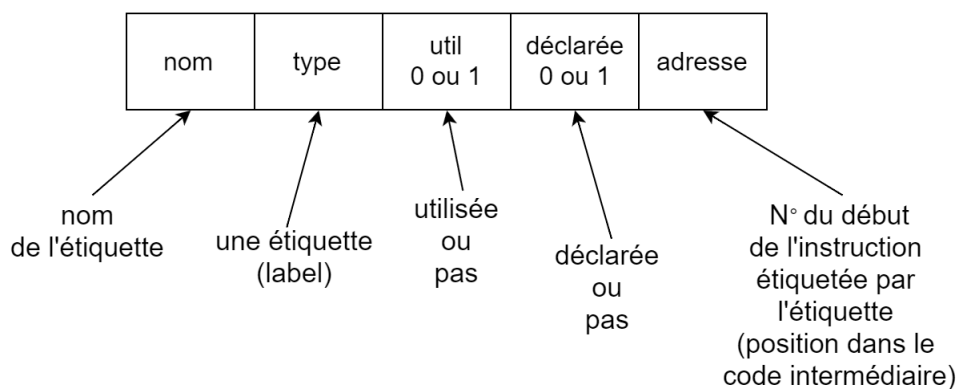 nom
type
util
0 ou 1
déclarée
0 ou 1
adresse
nom
de l'étiquette
une étiquette
(label)
utilisée
ou
pas
déclarée
ou
pas
N° du début
de l'instruction
étiquetée par
l'étiquette
(position dans le
code intermédiaire)